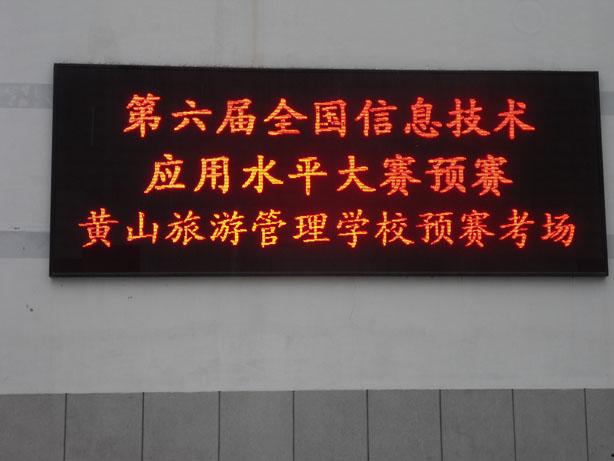 第六届全国信息技术
应用水平大赛预赛
黄山旅游管理学校预赛考场